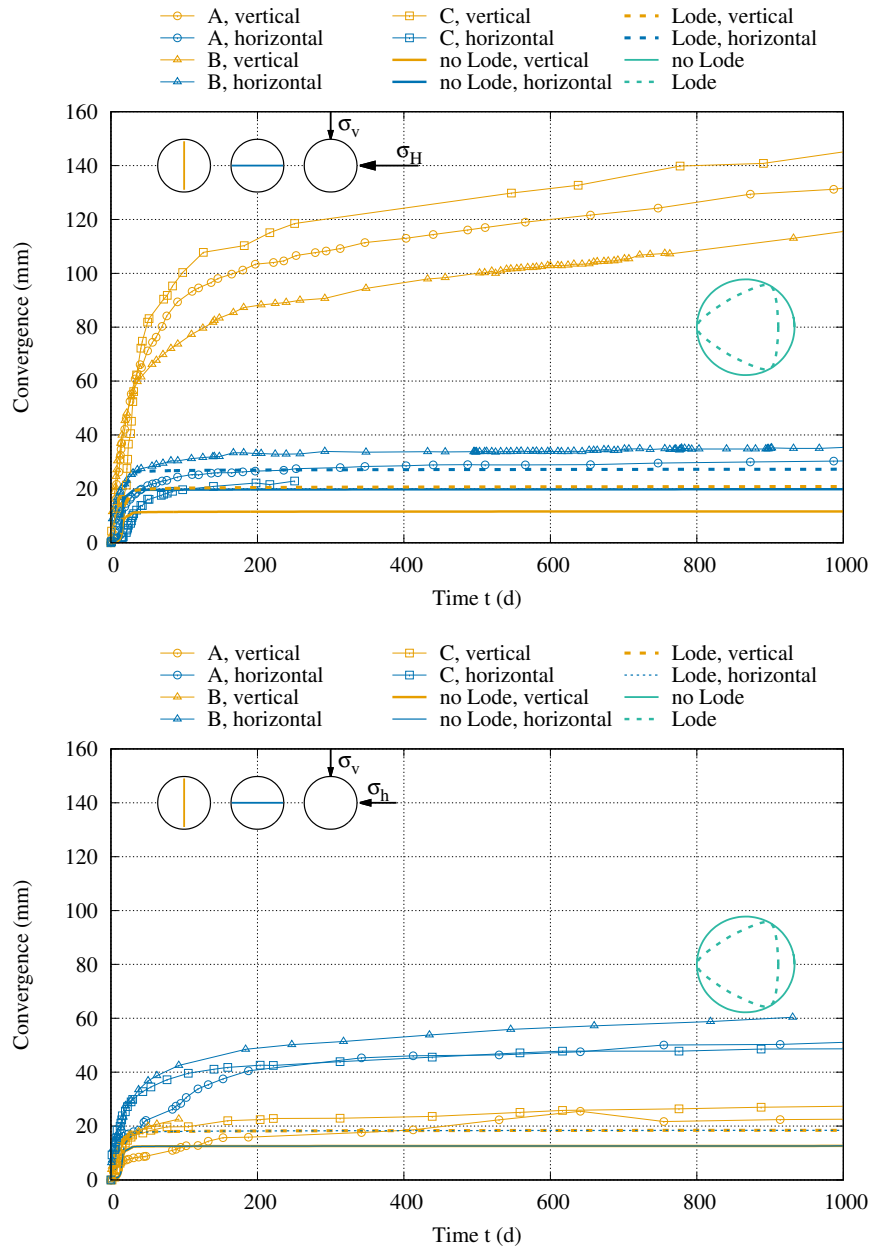 A, vertical C, vertical Lode, vertical
A, horizontal C, horizontal Lode, horizontal
B, vertical no Lode, vertical no Lode
B, horizontal no Lode, horizontal Lode
160
140
120
100
80
60
40
20
0
Convergence (mm)
σv
σH
0 200 400 600 800 1000
Time t (d)
A, vertical C, vertical Lode, vertical
A, horizontal C, horizontal Lode, horizontal
B, vertical no Lode, vertical no Lode
B, horizontal no Lode, horizontal Lode
160
140
120
100
80
60
40
20
0
Convergence (mm)
σv
σh
0 200 400 600 800 1000
Time t (d)